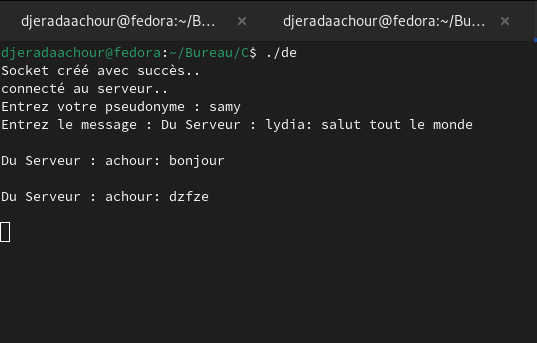 djeradaachour@fedora:~/B... × djeradaachour@fedora:~/Bu... ×
djeradaachour@fedora:~/Bureau/C$ ./de
Socket créé avec succès..
connecté au serveur..
Entrez votre pseudonyme : samy
Entrez le message : Du Serveur : lydia: salut tout le monde
Du Serveur : achour: bonjour
Du Serveur : achour: dzfze